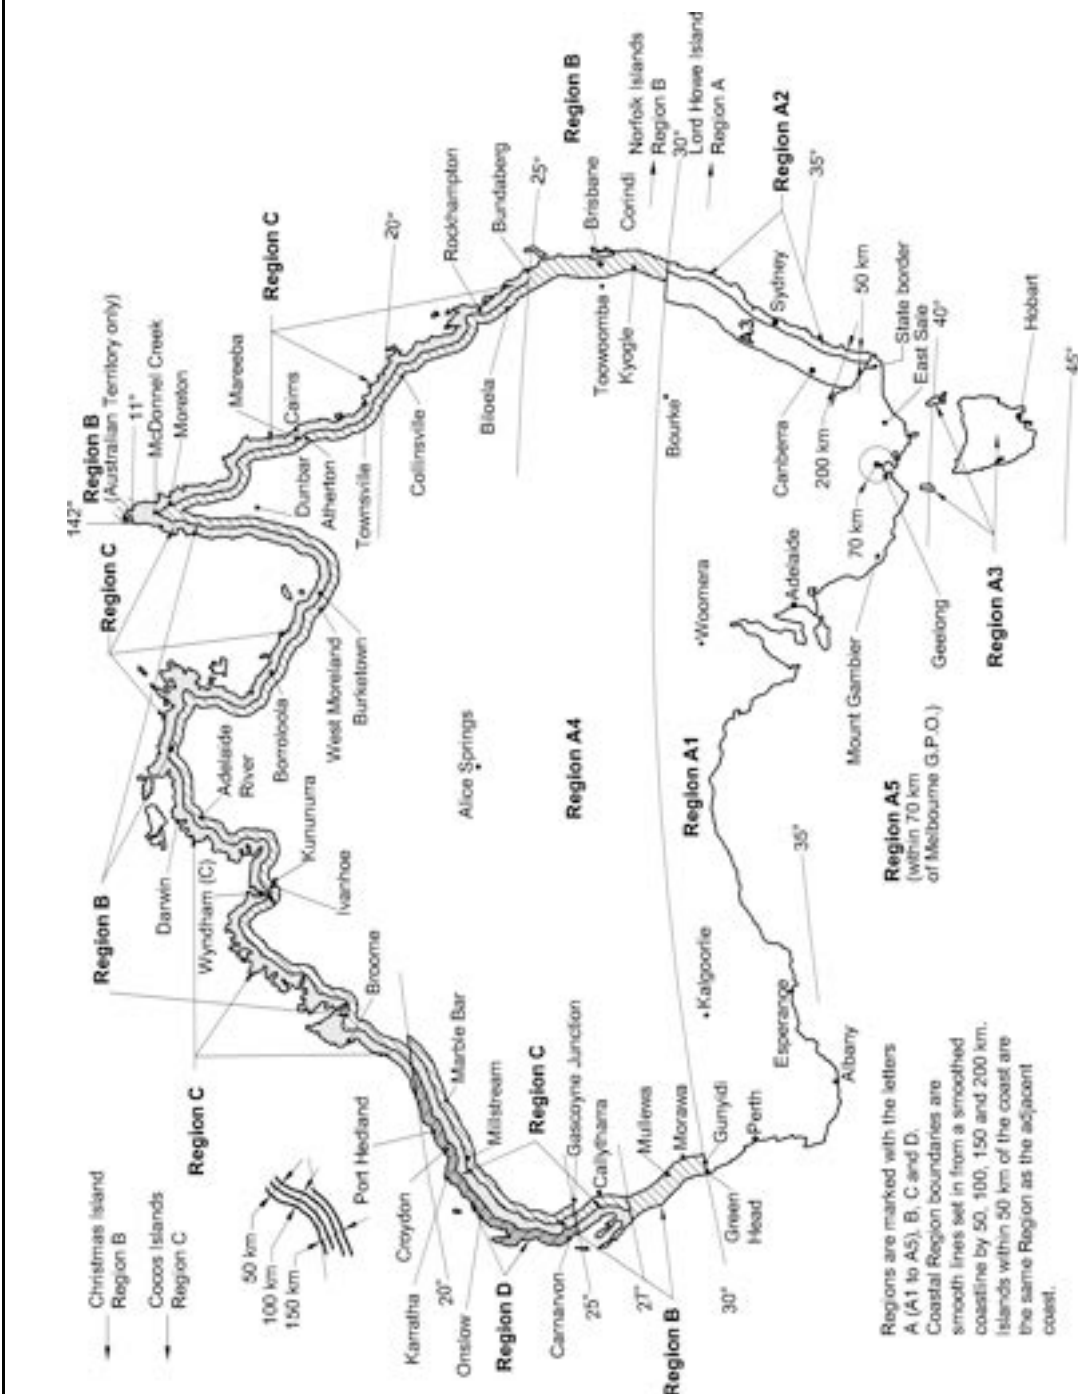 Christmas Island
Region B
Cocos Islands
Region C
50 km
100 km
150 km
Port Hedland
Region C
Region B
Region C
142°
Region B
(Australian Territory only)
11°
McDonnel Creek
Moreton
Darwin
Wyndham (C)
Adelaide
River
Borroloola
Kununurra
Ivanhoe
West Moreland
Burketown
Mareeba
Cairns
Dunbar
Atherton
Region C
Townsville
20°
Collinsville
Broome
Croydon
Karratha
20°
Marble Bar
Onslow
Millstream
Region D
Region C
Alice Springs
Rockhampton
Biloela
Bundaberg
25°
Carnarvon
Gascoyne Junction
25°
Region A4
Region B
Brisbane
Toowoomba
Kyogle
Corindi
Norfolk Islands
Region B
30°
Lord Howe Island
Region A
27°
Mullewa
Morawa
Region B
Gunyidi
Green
Head
30°
Perth
Kalgoorlie
Region A1
Woomera
Bourke
A3
Region A2
Sydney
Canberra
Esperance
35°
Albany
Adelaide
35°
200 km
50 km
70 km
Mount Gambier
State border
East Sale
40°
Region A5
(within 70 km
of Melbourne G.P.O.)
Geelong
Region A3
Hobart
45°
Regions are marked with the letters
A (A1 to A5), B, C and D.
Coastal Region boundaries are
smooth lines set in from a smoothed
coastline by 50, 100, 150 and 200 km.
Islands within 50 km of the coast are
the same Region as the adjacent
coast.